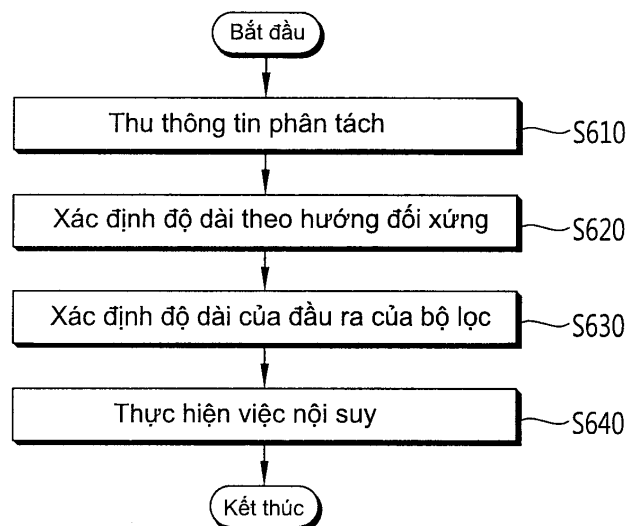 Bắt đầu
Thu thông tin phân tách
S610
Xác định độ dài theo hướng đối xứng
S620
Xác định độ dài của đầu ra của bộ lọc
S630
Thực hiện việc nội suy
S640
Kết thúc